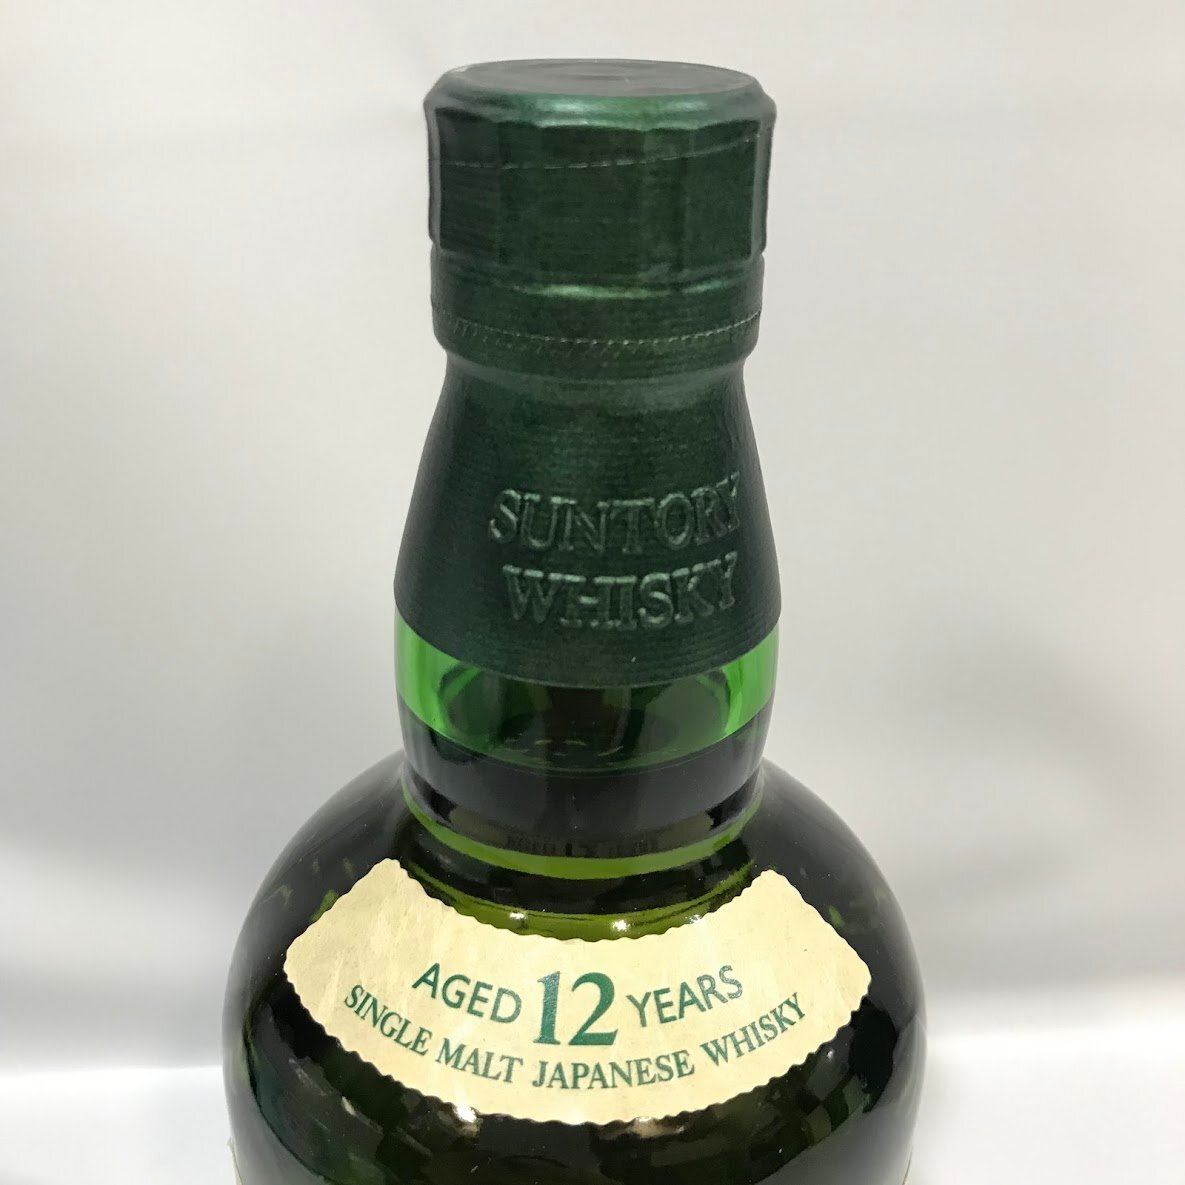 SUNTORY
WHISKY
AGED 12 YEARS
SINGLE MALT JAPANESE WHISKY